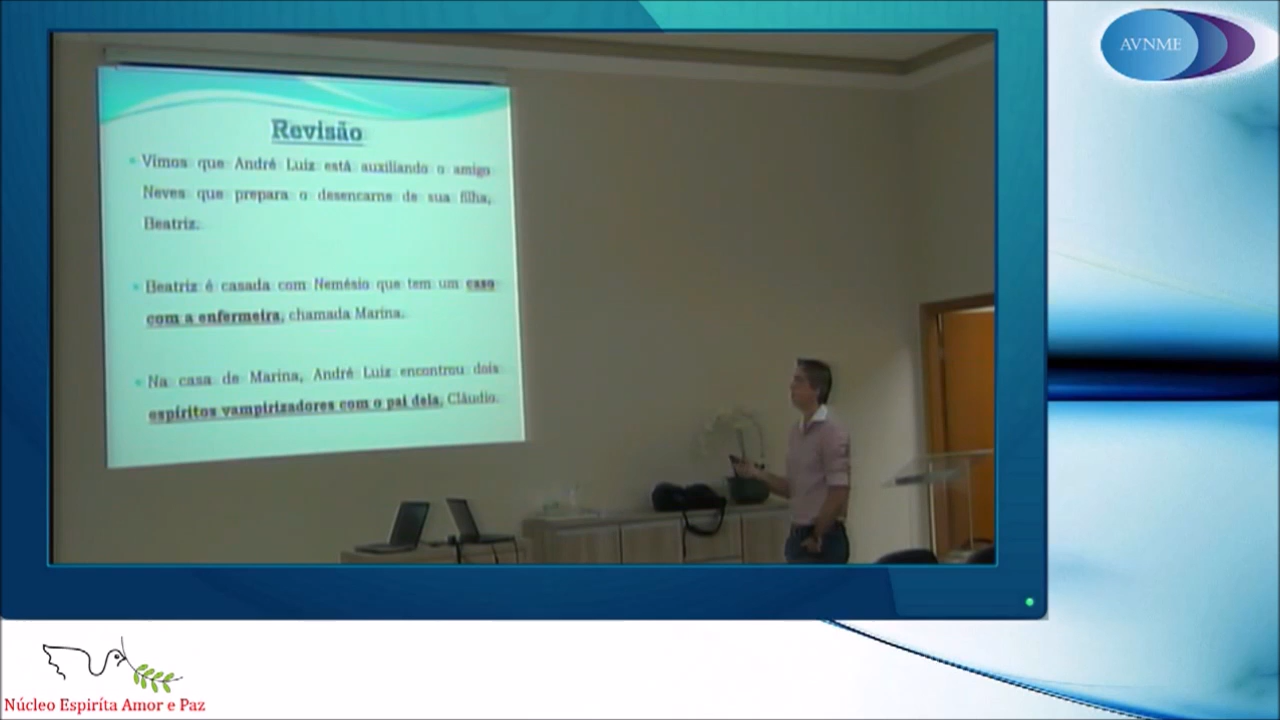 AVNME
Revisão
Vimos que André Luiz está auxiliando o amigo
Neves que prepara o desencarne de sua filha,
Beatriz.
Beatriz é casada com Nemésio que tem um caso
com a enfermeira, chamada Marina.
Na casa de Marina, André Luiz encontrou dois
espíritos vampirizadores com o pai dela, Cláudio.
Núcleo Espiríta Amor e Paz